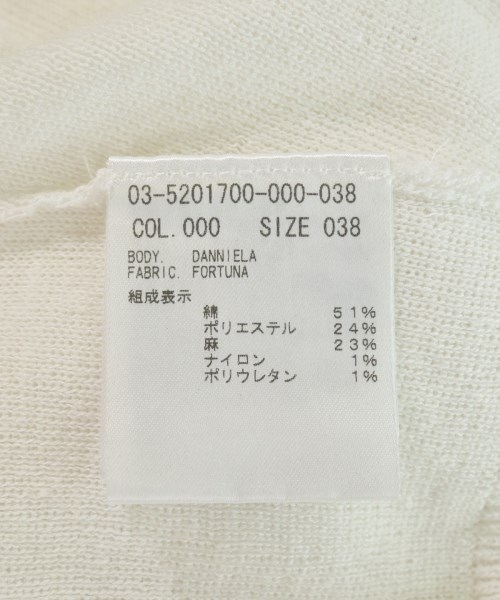 03-5201700-000-038
COL.000 SIZE 038
BODY. DANNIELA
FABRIC. FORTUNA
組成表示
綿 51%
ポリエステル 24%
麻 23%
ナイロン 1%
ポリウレタン 1%